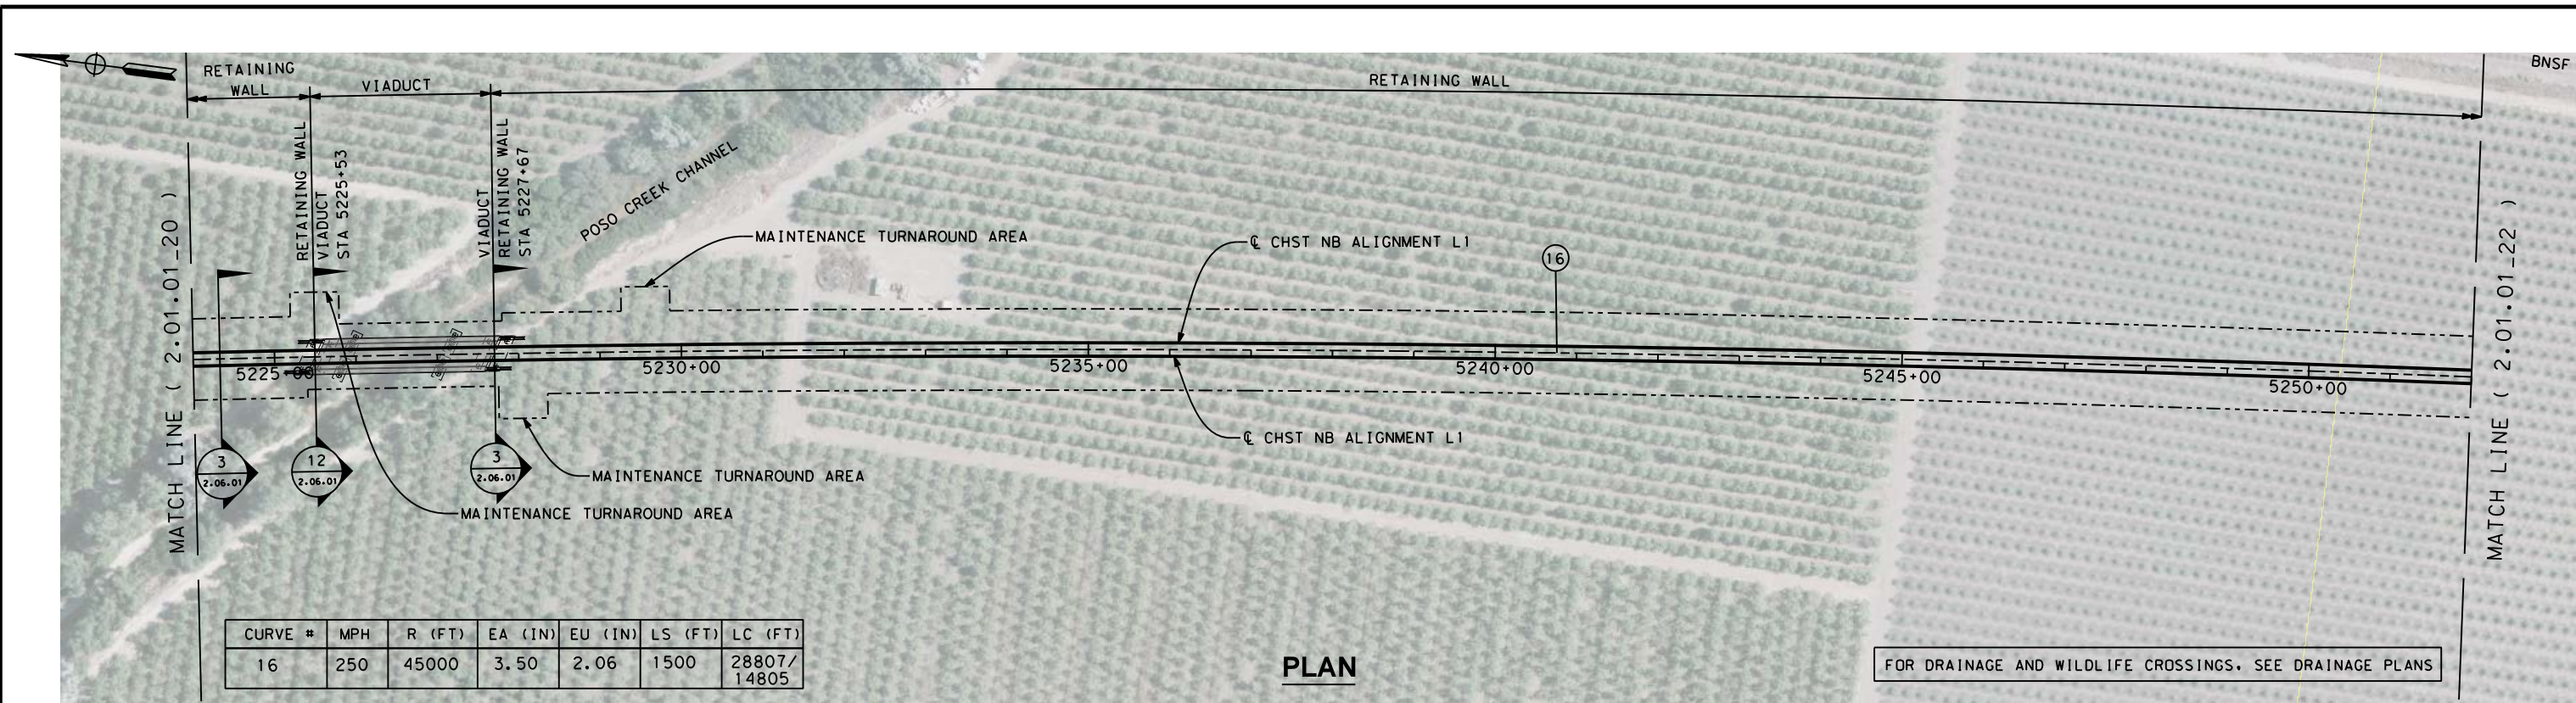 RETAINING
WALL
VIADUCT
RETAINING WALL
BNSF
RETAINING WALL
VIADUCT
STA 5225+53
VIADUCT
RETAINING WALL
STA 5227+67
POSO CREEK CHANNEL
MAINTENANCE TURNAROUND AREA
℄ CHST NB ALIGNMENT L1
16
MATCH LINE ( 2.01.01_20 )
MATCH LINE ( 2.01.01_22 )
5225+00
5230+00
5235+00
5240+00
5245+00
5250+00
℄ CHST NB ALIGNMENT L1
3
2.06.01
12
2.06.01
3
2.06.01
MAINTENANCE TURNAROUND AREA
MAINTENANCE TURNAROUND AREA
CURVE # MPH R (FT) EA (IN) EU (IN) LS (FT) LC (FT)
16 250 45000 3.50 2.06 1500 28807/
14805
PLAN
FOR DRAINAGE AND WILDLIFE CROSSINGS. SEE DRAINAGE PLANS